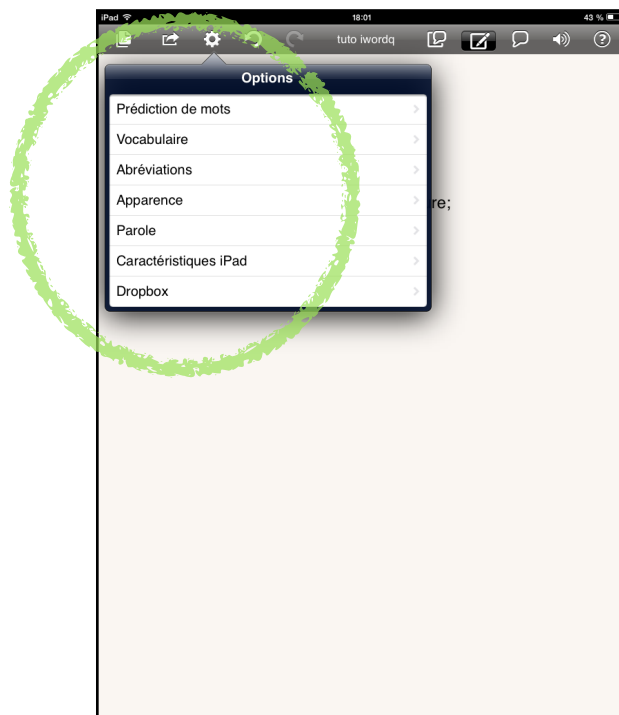 iPad 18:01 43 %
tuto iwordq
Options
Prédiction de mots
Vocabulaire
Abréviations
Apparence
re;
Parole
Caractéristiques iPad
Dropbox